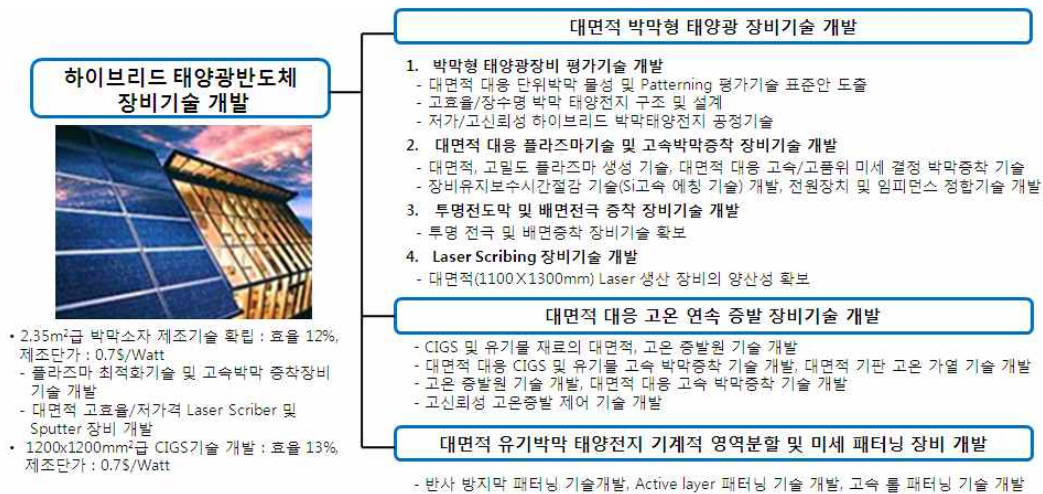 하이브리드 태양광반도체
장비기술 개발
• 2.35m²급 박막소자 제조기술 확립 : 효율 12%,
제조단가 : 0.7$/Watt
- 플라즈마 최적화기술 및 고속박막 증착장비
기술 개발
- 대면적 고효율/저가격 Laser Scriber 및
Sputter 장비 개발
• 1200x1200mm²급 CIGS기술 개발 : 효율 13%,
제조단가 : 0.7$/Watt
대면적 박막형 태양광 장비기술 개발
1. 박막형 태양광장비 평가기술 개발
- 대면적 대응 단위박막 물성 및 Patterning 평가기술 표준안 도출
- 고효율/장수명 박막 태양전지 구조 및 설계
- 저가/고신뢰성 하이브리드 박막태양전지 공정기술
2. 대면적 대응 플라즈마기술 및 고속박막증착 장비기술 개발
- 대면적, 고밀도 플라즈마 생성 기술, 대면적 대응 고속/고품위 미세 결정 박막증착 기술
- 장비유지보수시간절감 기술(Si고속 에칭 기술) 개발, 전원장치 및 임피던스 정합기술 개발
3. 투명전도막 및 배면전극 증착 장비기술 개발
- 투명 전극 및 배면증착 장비기술 확보
4. Laser Scribing 장비기술 개발
- 대면적(1100X1300mm) Laser 생산 장비의 양산성 확보
대면적 대응 고온 연속 증발 장비기술 개발
- CIGS 및 유기물 재료의 대면적, 고온 증발원 기술 개발
- 대면적 대응 CIGS 및 유기물 고속 박막증착 기술 개발, 대면적 기판 고온 가열 기술 개발
- 고온 증발원 기술 개발, 대면적 대응 고속 박막증착 기술 개발
- 고신뢰성 고온증발 제어 기술 개발
대면적 유기박막 태양전지 기계적 영역분할 및 미세 패터닝 장비 개발
- 반사 방지막 패터닝 기술개발, Active layer 패터닝 기술 개발, 고속 롤 패터닝 기술 개발